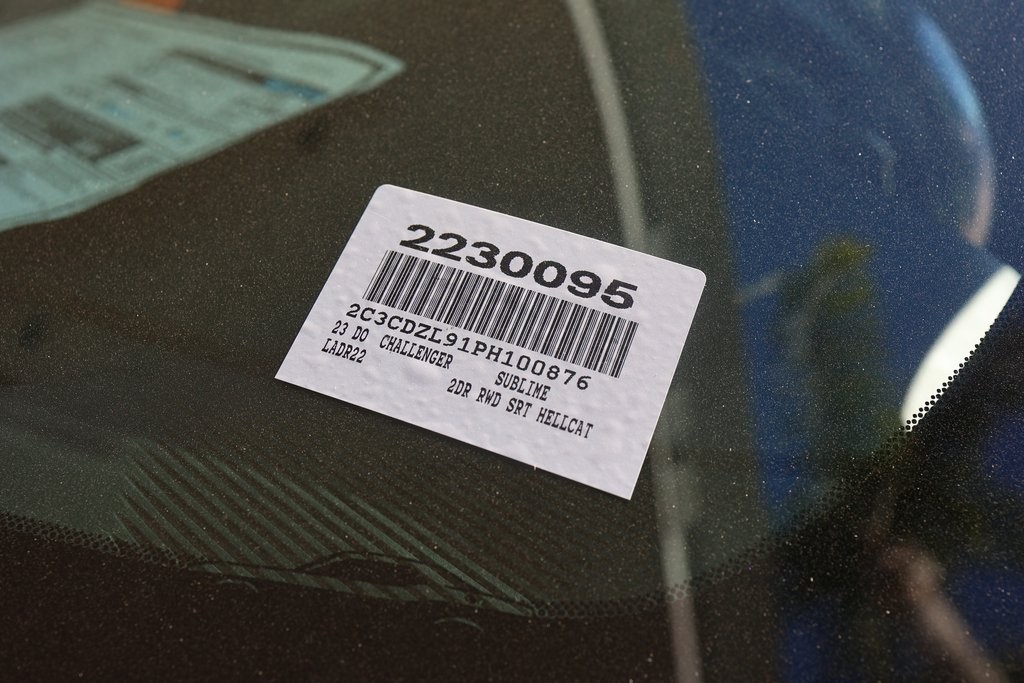 2230095
2C3CDZL91PH100876
23 DO CHALLENGER SUBLIME
LADR22 2DR RWD SRT HELLCAT